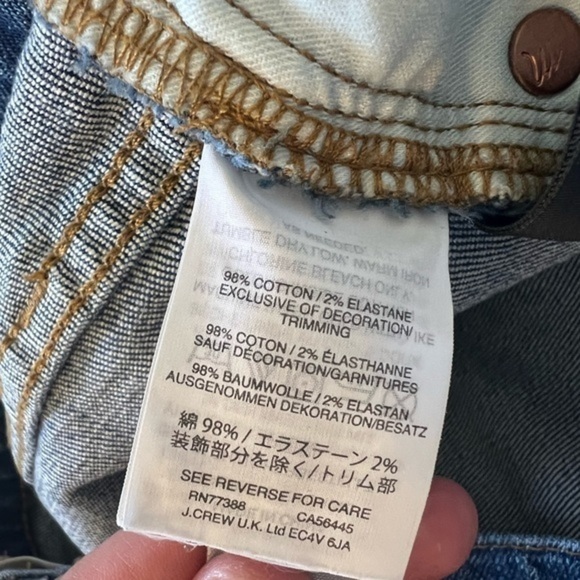 98% COTTON / 2% ELASTANE
EXCLUSIVE OF DECORATION/
TRIMMING
98% COTON / 2% ÉLASTHANNE
SAUF DÉCORATION/GARNITURES
98% BAUMWOLLE / 2% ELASTAN
AUSGENOMMEN DEKORATION/BESATZ
綿 98% / エラステーン 2%
装飾部分を除く/トリム部
SEE REVERSE FOR CARE
RN77388 CA56445
J.CREW U.K. Ltd EC4V 6JA